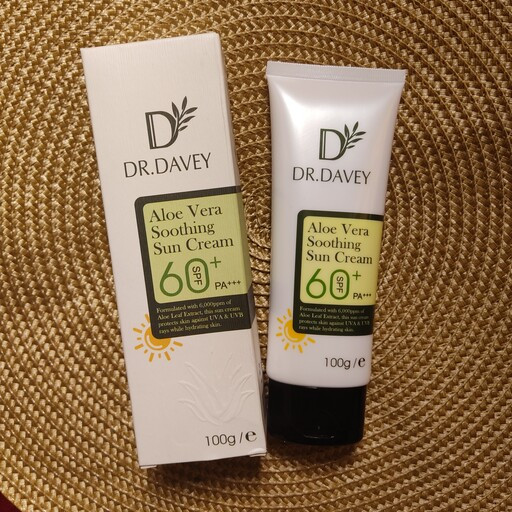 D
DR.DAVEY
Aloe Vera
Soothing
Sun Cream
60+
SPF
PA+++
Formulated with 6,000ppm of
Aloe Leaf Extract, this sun cream
protects skin against UVA & UVB
rays while hydrating skin.
100g/℮
D
DR.DAVEY
Aloe Vera
Soothing
Sun Cream
60+
SPF
PA+++
Formulated with 6,000ppm of
Aloe Leaf Extract, this sun cream
protects skin against UVA & UVB
rays while hydrating skin.
100g/℮